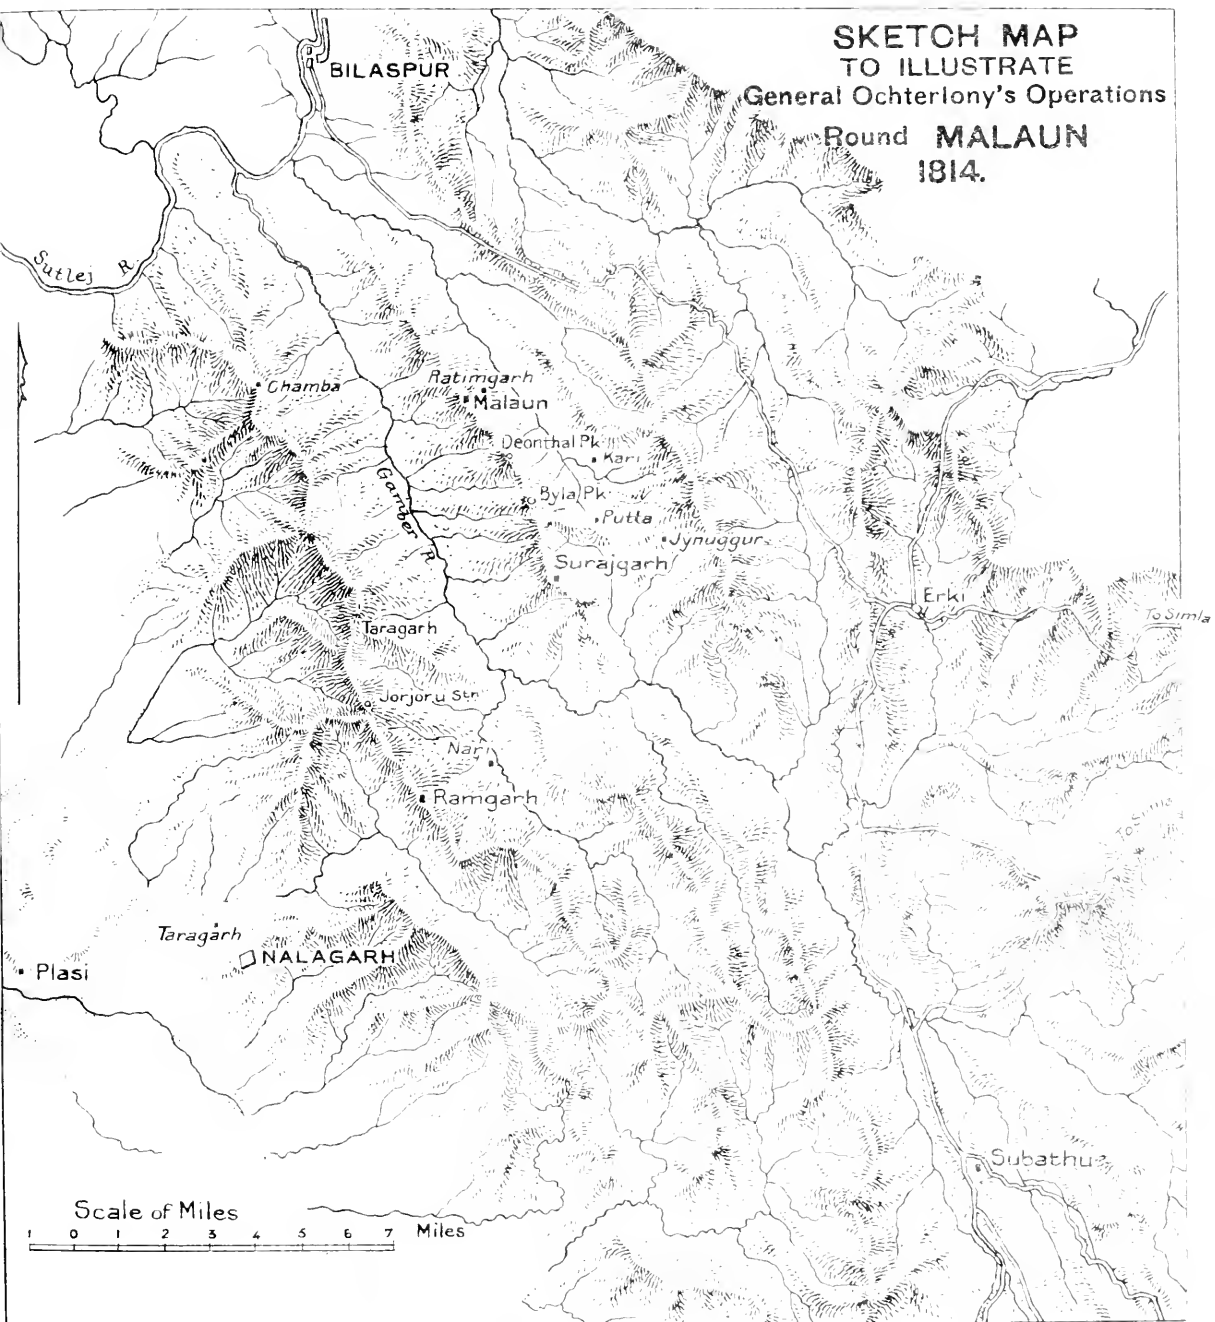 SKETCH MAP
TO ILLUSTRATE
General Ochterlony's Operations
Round MALAUN
1814.
BILASPUR
Sutlej R.
Chamba
Ratimgarh
Malaun
Deonthal Pk
Kari
Gamber R.
Byla Pk
Putta
Jynuggur
Surajgarh
Erki
To Simla
Taragarh
Jorjoru Stn
Nari
Ramgarh
To Simla
Taragarh
NALAGARH
Plasi
Subathu
Scale of Miles
1 0 1 2 3 4 5 6 7 Miles